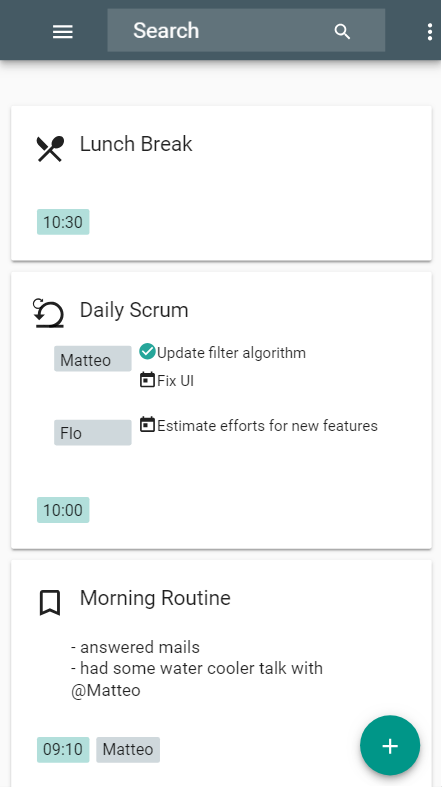 Search
Lunch Break
10:30
Daily Scrum
Matteo
Update filter algorithm
Fix UI
Flo
Estimate efforts for new features
10:00
Morning Routine
- answered mails
- had some water cooler talk with
@Matteo
09:10 Matteo